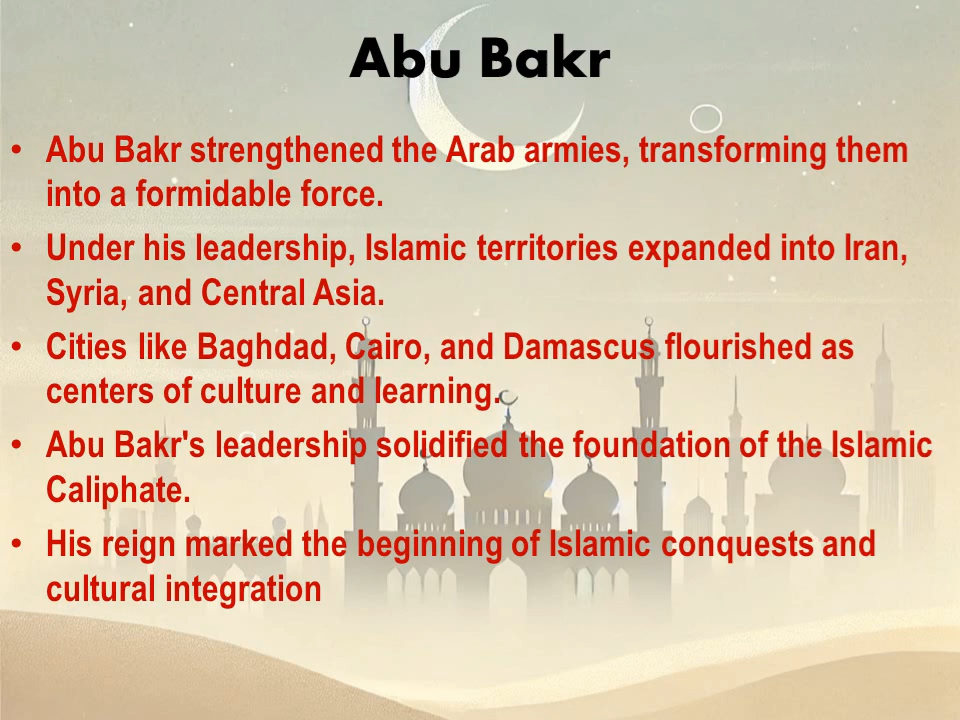 Abu Bakr
• Abu Bakr strengthened the Arab armies, transforming them
into a formidable force.
• Under his leadership, Islamic territories expanded into Iran,
Syria, and Central Asia.
• Cities like Baghdad, Cairo, and Damascus flourished as
centers of culture and learning.
• Abu Bakr's leadership solidified the foundation of the Islamic
Caliphate.
• His reign marked the beginning of Islamic conquests and
cultural integration